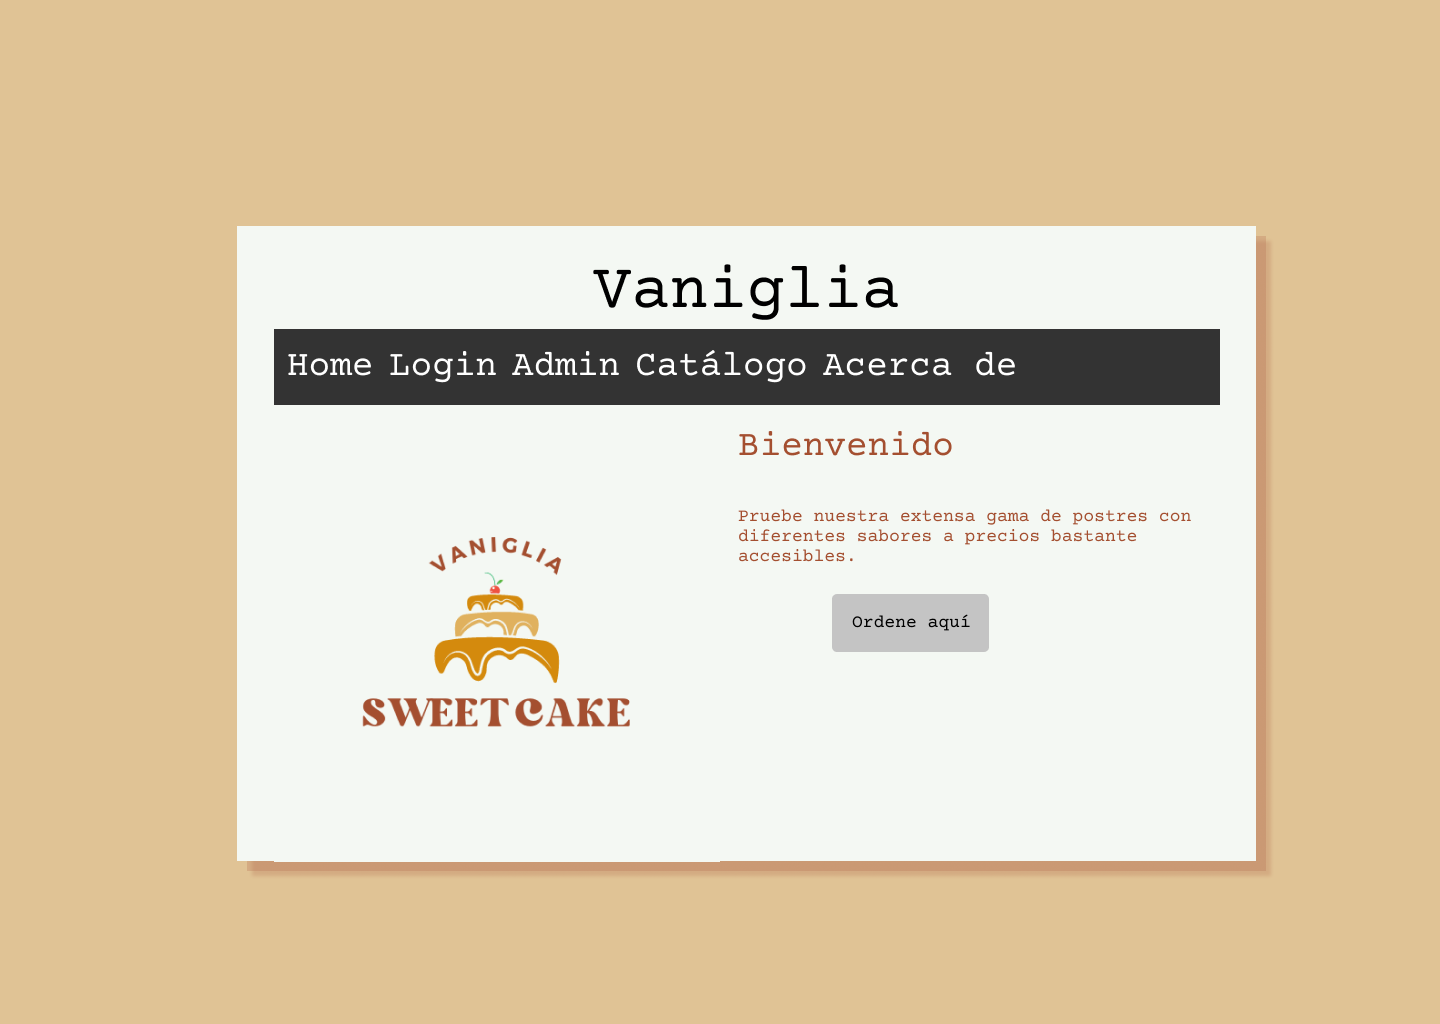 Vaniglia
Home Login Admin Catálogo Acerca de
Bienvenido
Pruebe nuestra extensa gama de postres con
diferentes sabores a precios bastante
accesibles.
Ordene aquí
VANIGLIA
SWEET CAKE